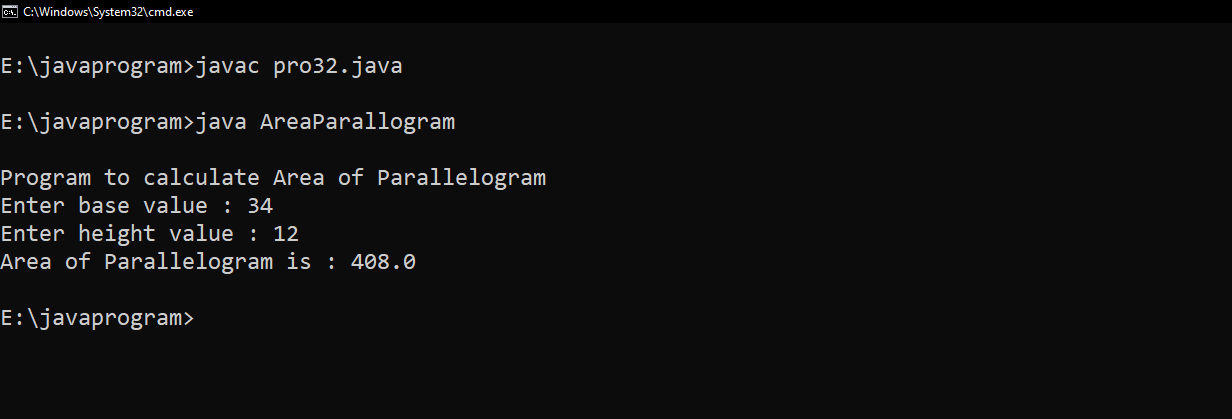 C:\Windows\System32\cmd.exe
E:\javaprogram>javac pro32.java
E:\javaprogram>java AreaParallogram
Program to calculate Area of Parallelogram
Enter base value : 34
Enter height value : 12
Area of Parallelogram is : 408.0
E:\javaprogram>